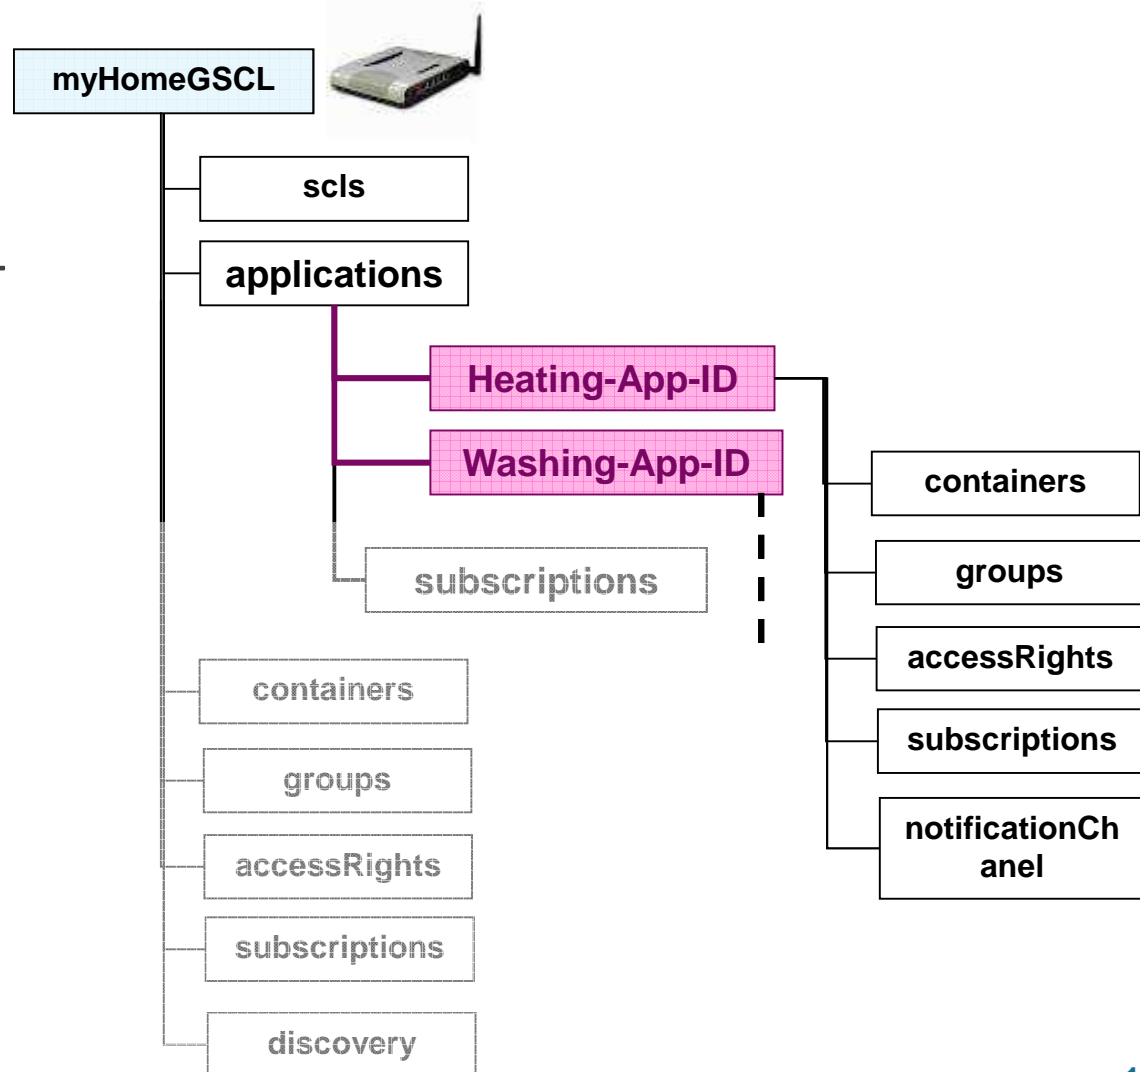 myHomeGSCL
scls
applications
Heating-App-ID
Washing-App-ID
subscriptions
containers
groups
accessRights
subscriptions
discovery
containers
groups
accessRights
subscriptions
notificationCh
anel